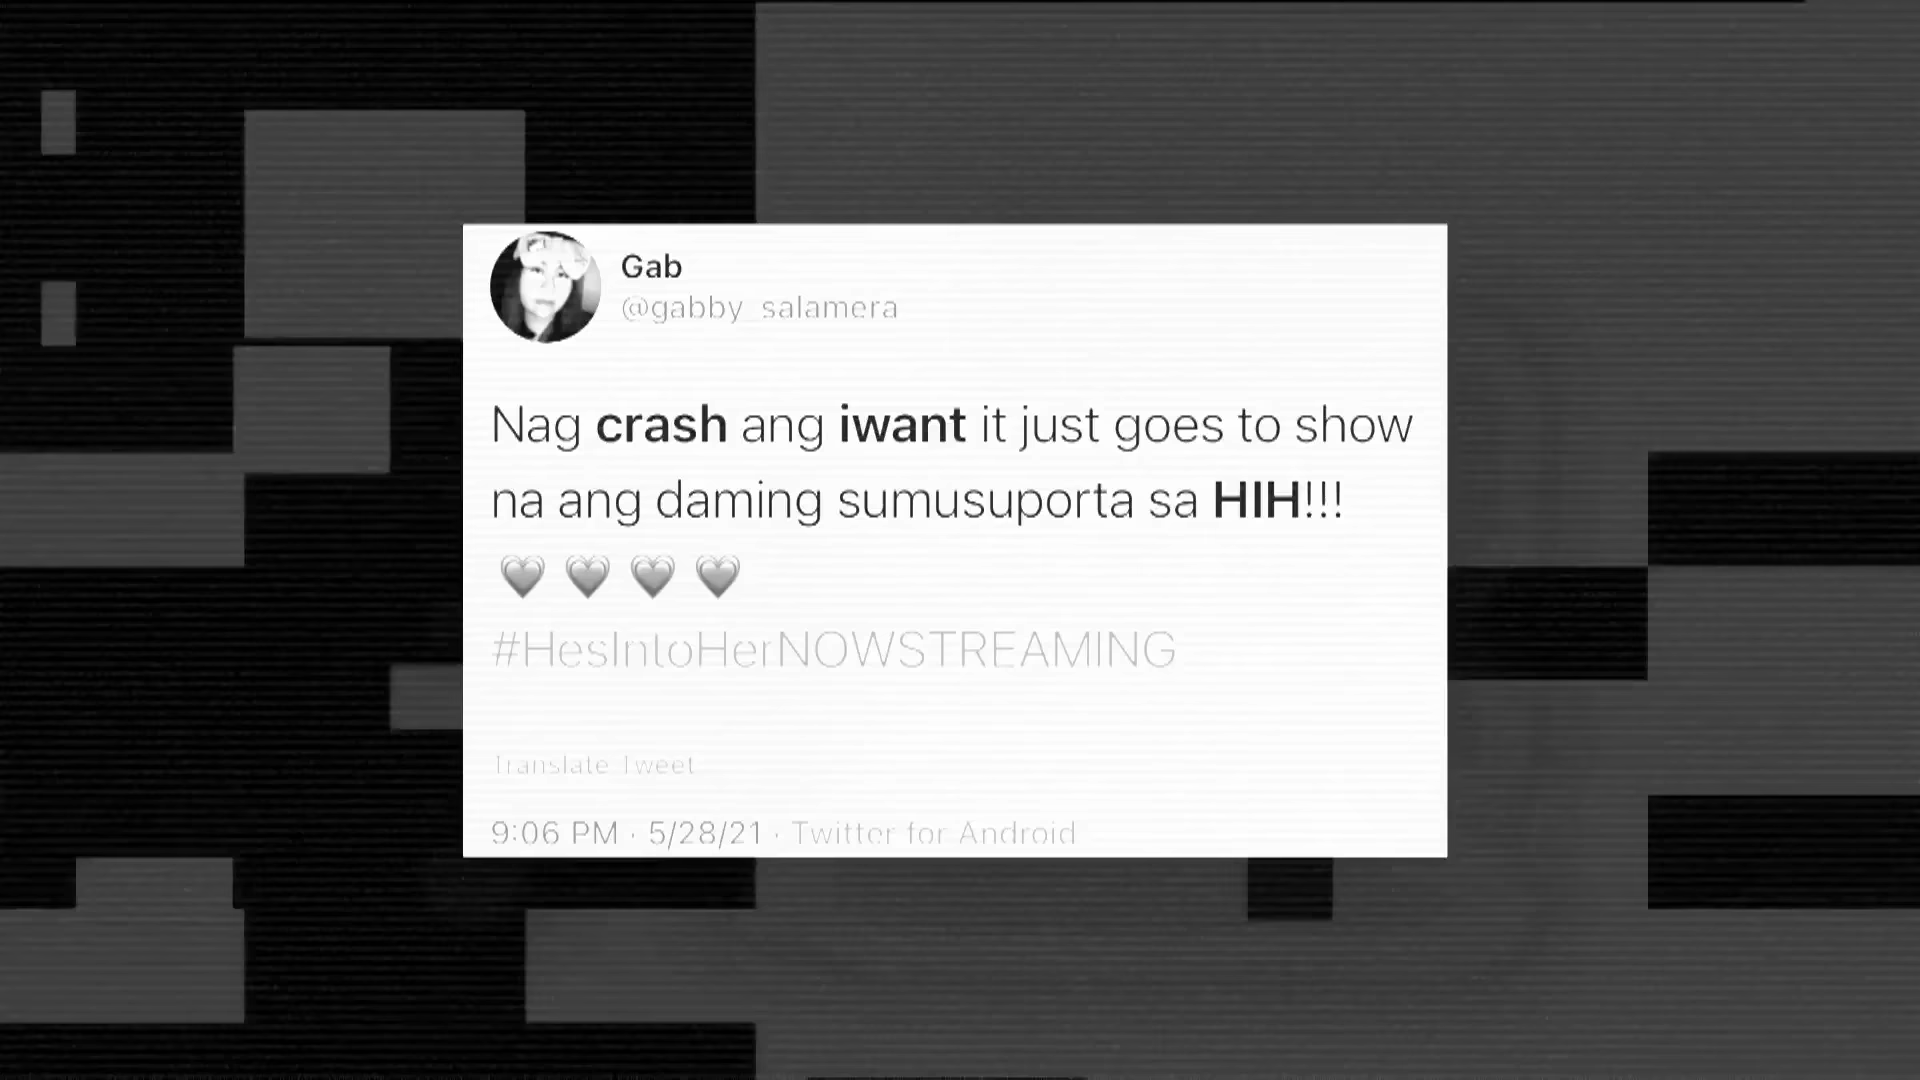 Gab
@gabby_salamera
Nag crash ang iwant it just goes to show
na ang daming sumusuporta sa HIH!!!
💗 💗 💗 💗
#HesIntoHerNOWSTREAMING
Translate Tweet
9:06 PM · 5/28/21 · Twitter for Android